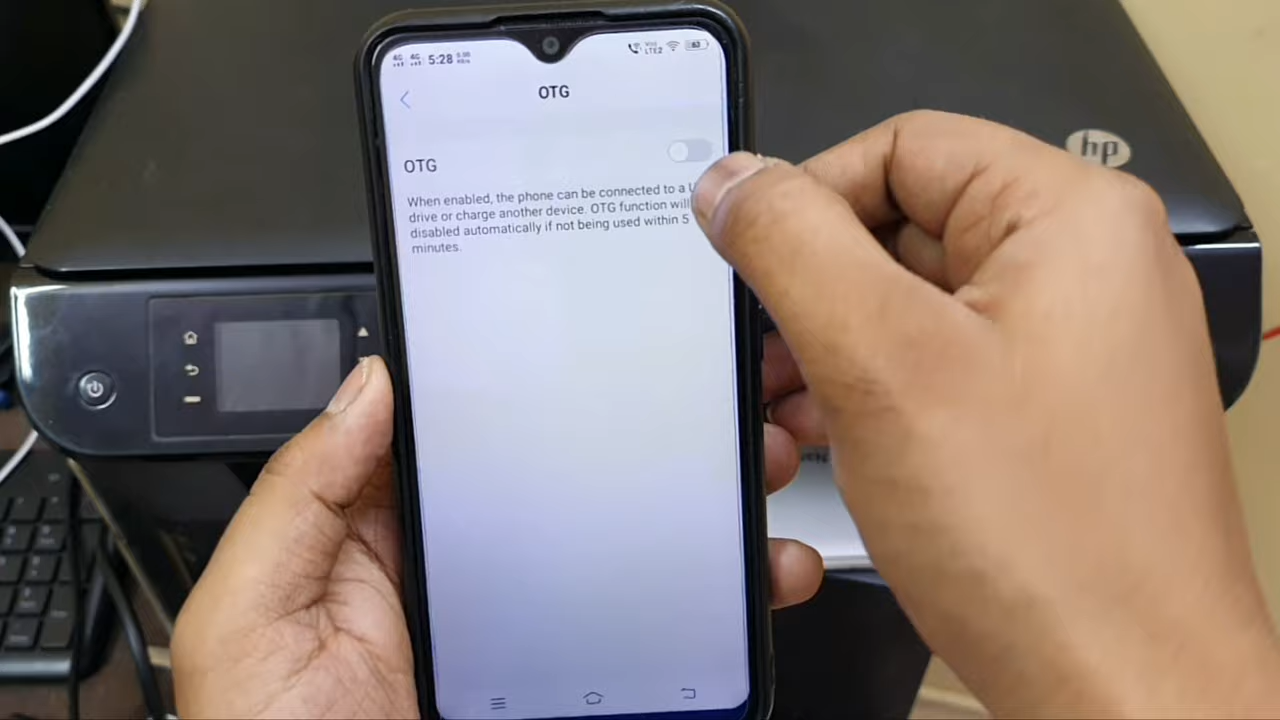 5:28
63
OTG
OTG
When enabled, the phone can be connected to a U
drive or charge another device. OTG function will
disabled automatically if not being used within 5
minutes.
hp